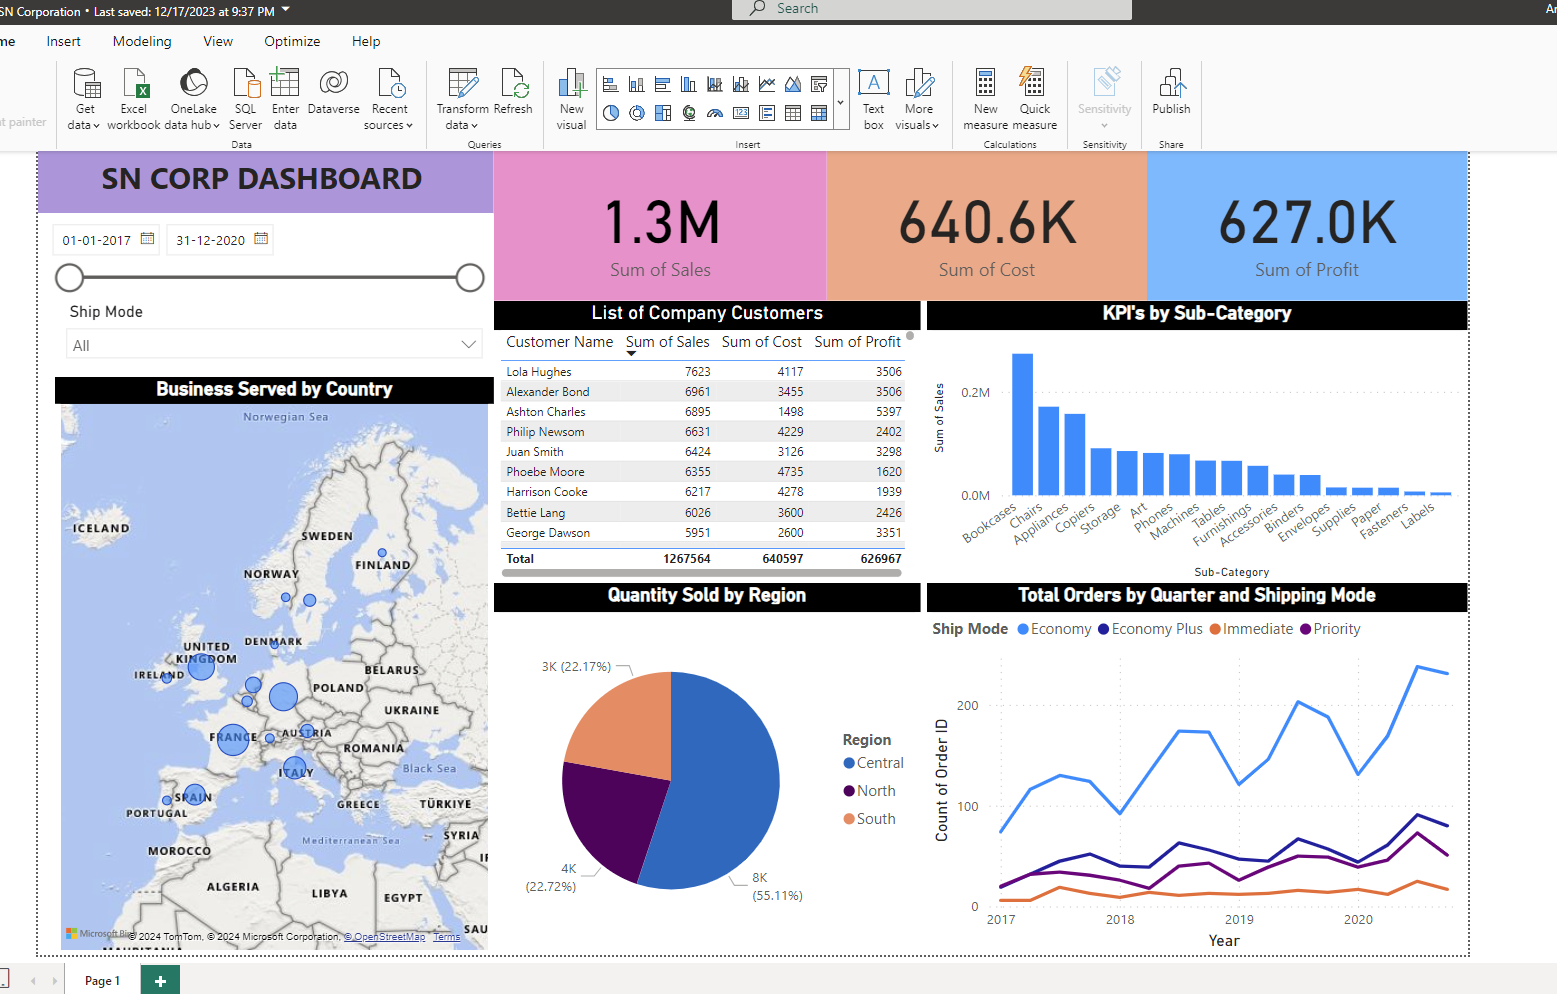 SN Corporation • Last saved: 12/17/2023 at 9:37 PM
Search
Insert Modeling View Optimize Help
Get data
Excel workbook
OneLake data hub
SQL Server
Enter data
Dataverse
Recent sources
Transform data
Refresh
New visual
Text box
More visuals
New measure
Quick measure
Sensitivity
Publish
painter
Data
Queries
Insert
Calculations
Sensitivity
Share
SN CORP DASHBOARD
01-01-2017 31-12-2020
Ship Mode
All
1.3M
Sum of Sales
640.6K
Sum of Cost
627.0K
Sum of Profit
Business Served by Country
Norwegian Sea
ICELAND
SWEDEN
FINLAND
NORWAY
DENMARK
UNITED KINGDOM
IRELAND
BELARUS
POLAND
UKRAINE
FRANCE
AUSTRIA
ROMANIA
Black Sea
ITALY
SPAIN
PORTUGAL
GREECE
TÜRKIYE
Mediterranean Sea
SYRIA
MOROCCO
ALGERIA
LIBYA
EGYPT
SAU
Microsoft Bi
© 2024 TomTom, © 2024 Microsoft Corporation, © OpenStreetMap Terms
List of Company Customers
Customer Name Sum of Sales Sum of Cost Sum of Profit
Lola Hughes 7623 4117 3506
Alexander Bond 6961 3455 3506
Ashton Charles 6895 1498 5397
Philip Newsom 6631 4229 2402
Juan Smith 6424 3126 3298
Phoebe Moore 6355 4735 1620
Harrison Cooke 6217 4278 1939
Bettie Lang 6026 3600 2426
George Dawson 5951 2600 3351
Total 1267564 640597 626967
KPI's by Sub-Category
Sum of Sales
0.2M
0.0M
Bookcases Chairs Appliances Copiers Storage Art Phones Machines Tables Furnishings Accessories Binders Envelopes Supplies Paper Fasteners Labels
Sub-Category
Quantity Sold by Region
3K (22.17%)
4K
(22.72%)
8K
(55.11%)
Region
Central
North
South
Total Orders by Quarter and Shipping Mode
Ship Mode Economy Economy Plus Immediate Priority
Count of Order ID
200
100
0
2017 2018 2019 2020
Year
Page 1